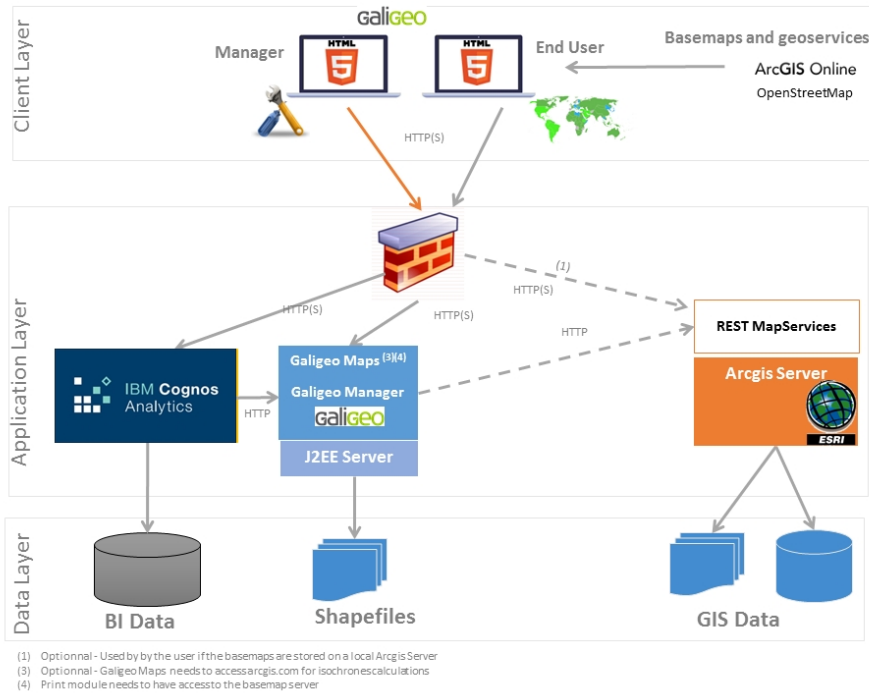 Client Layer
Galigeo
Manager
HTML
5
HTML
5
End User
Basemaps and geoservices
ArcGIS Online
OpenStreetMap
HTTP(S)
Application Layer
(1)
HTTP(S)
HTTP(S)
HTTP(S)
HTTP
REST MapServices
IBM Cognos
Analytics
HTTP
Galigeo Maps (3)(4)
Galigeo Manager
Galigeo
J2EE Server
Arcgis Server
ESRI
Data Layer
BI Data
Shapefiles
GIS Data
(1) Optionnal - Used by by the user if the basemaps are stored on a local Arcgis Server
(3) Optionnal - Galigeo Maps needs to access arcgis.com for isochrones calculations
(4) Print module needs to have access to the basemap server